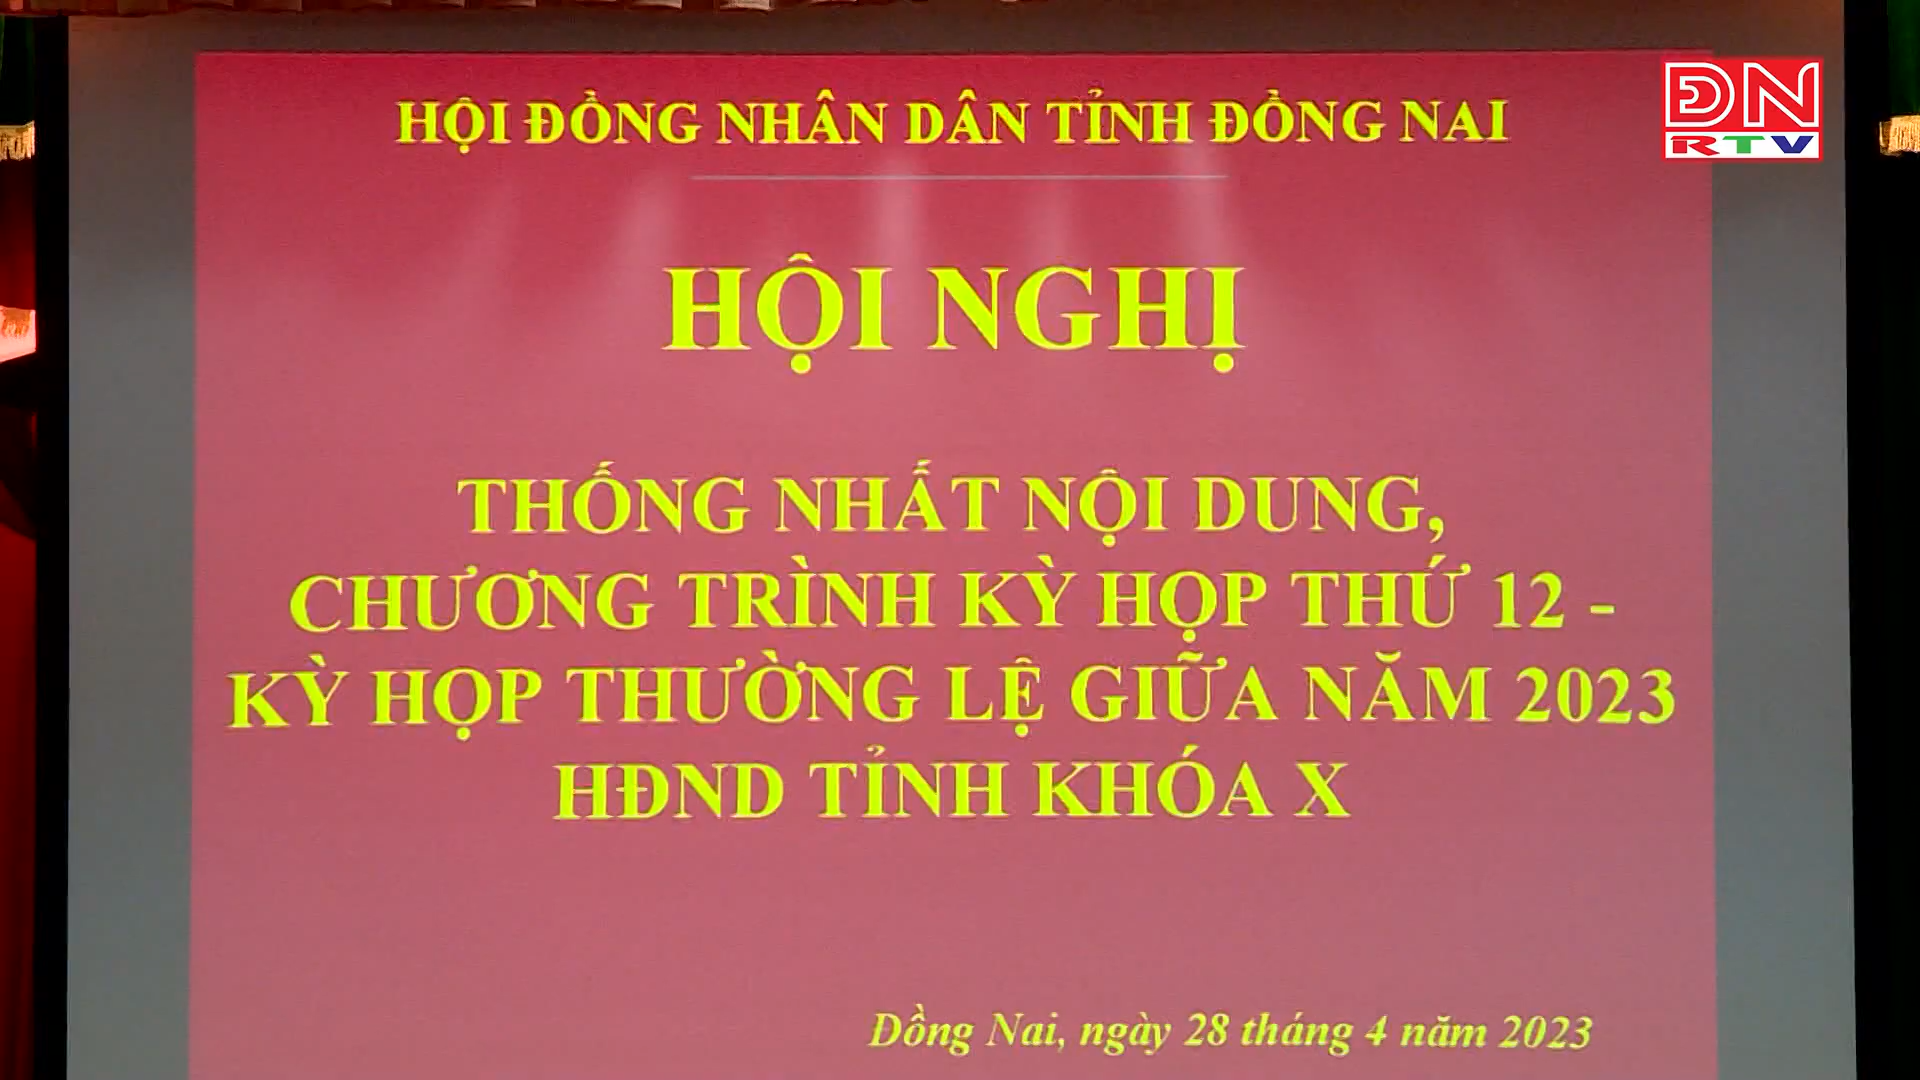 HỘI ĐỒNG NHÂN DÂN TỈNH ĐỒNG NAI
ĐN
RTV
HỘI NGHỊ
THỐNG NHẤT NỘI DUNG,
CHƯƠNG TRÌNH KỲ HỌP THỨ 12 -
KỲ HỌP THƯỜNG LỆ GIỮA NĂM 2023
HĐND TỈNH KHÓA X
Đồng Nai, ngày 28 tháng 4 năm 2023